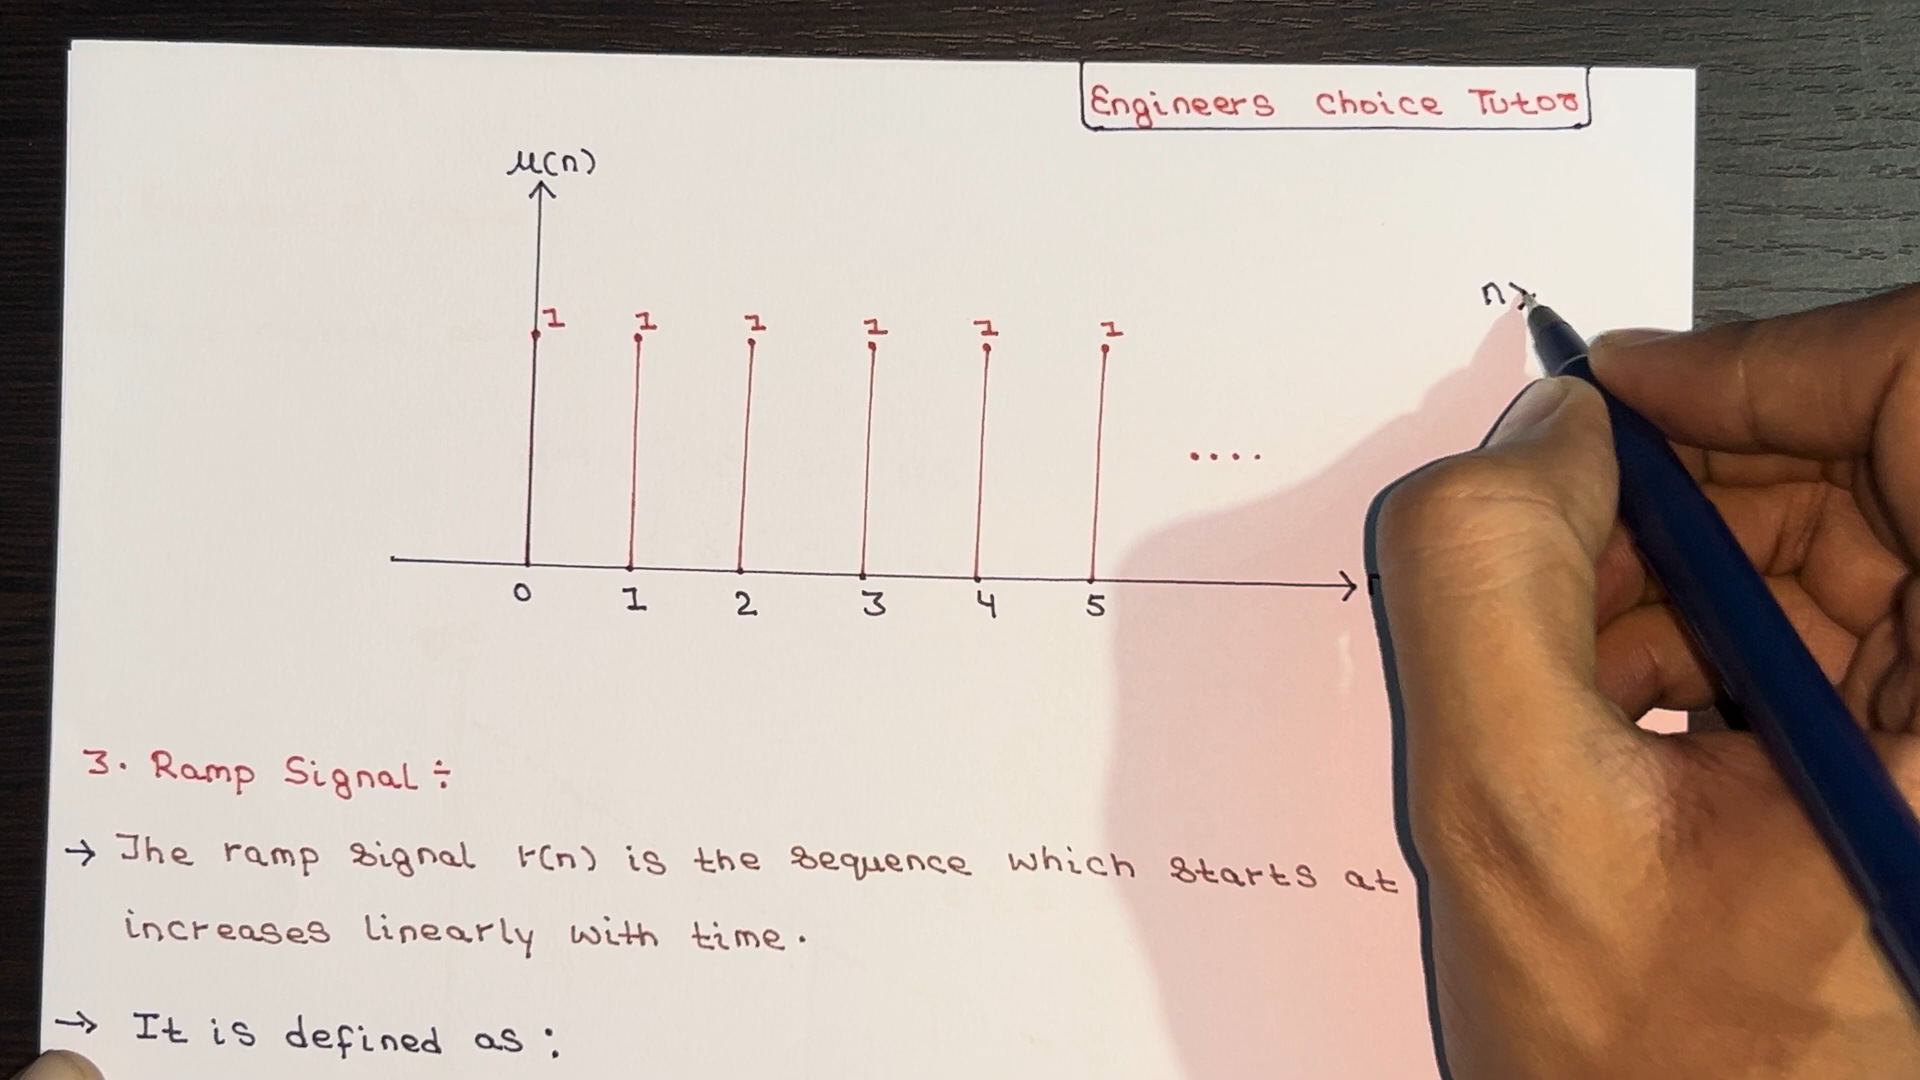 Engineers Choice Tutor
μ(n)
1 1 1 1 1 1
n>
....
0 1 2 3 4 5
3. Ramp Signal ÷
→ The ramp signal r(n) is the sequence which starts at
increases linearly with time.
→ It is defined as :